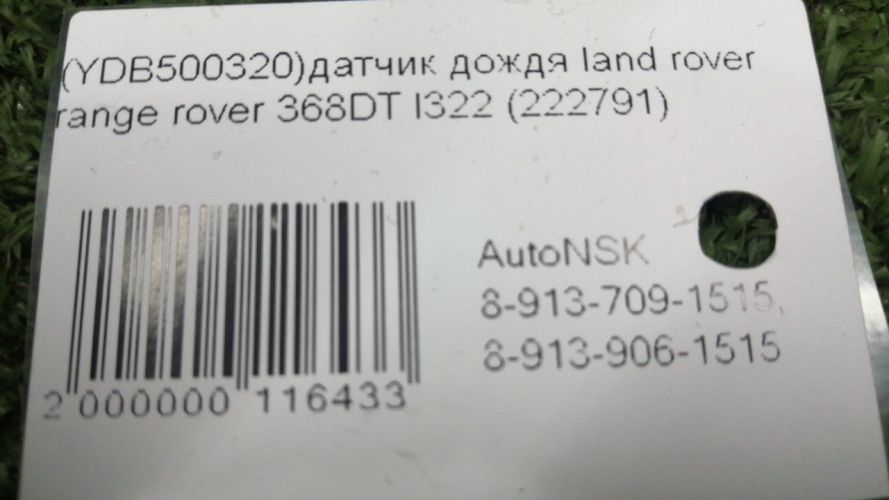 (YDB500320)датчик дождя land rover
range rover 368DT l322 (222791)
AutoNSK
8-913-709-1515,
8-913-906-1515
2 000000 116433